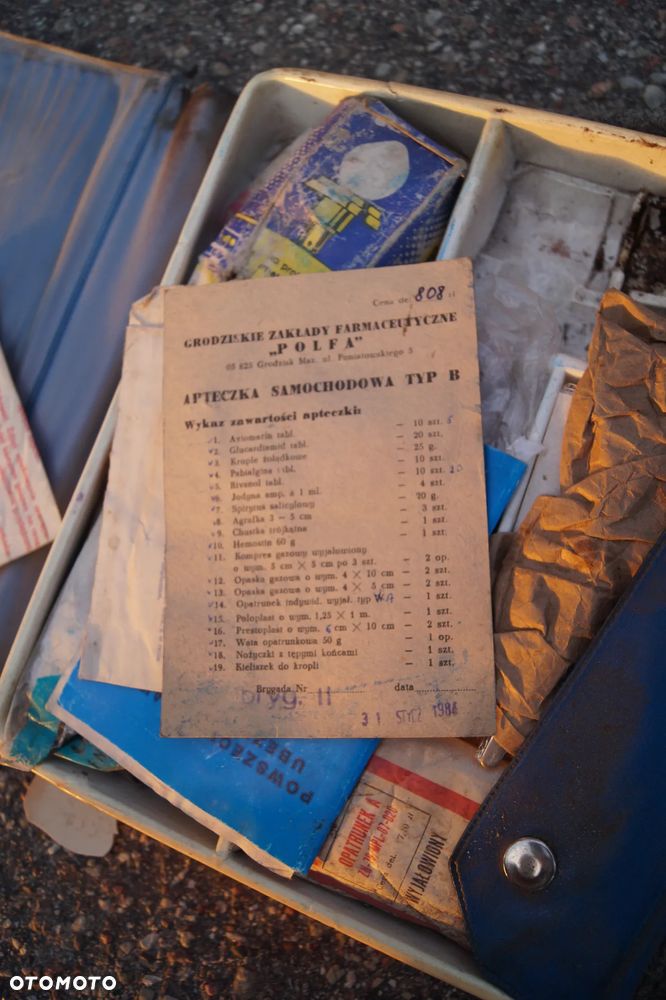 Cena det 808 zł
GRODZISKIE ZAKŁADY FARMACEUTYCZNE
„POLFA”
05 825 Grodzisk Maz. ul. Poniatowskiego 5
APTECZKA SAMOCHODOWA TYP B
Wykaz zawartości apteczki:
1. Aviomarin tabl. — 10 szt.
2. Glucardiamid tabl. — 20 szt.
3. Krople żołądkowe — 25 g.
4. Pabialgina tabl. — 10 szt.
5. Rivanol tabl. — 10 szt. 20
6. Jodyna amp. a 1 ml. — 4 szt.
7. Spirytus salicylowy — 20 g.
8. Agrafka 3 — 5 cm — 3 szt.
9. Chustka trójkątna — 1 szt.
10. Hemostin 60 g — 1 szt.
11. Kompres gazowy wyjałowiony
o wym. 5 cm × 5 cm po 3 szt. — 2 op.
12. Opaska gazowa o wym. 4 × 10 cm — 2 szt.
13. Opaska gazowa o wym. 4 × 5 cm — 2 szt.
14. Opatrunek indywid. wyjał. typ WA — 1 szt.
15. Poloplast o wym. 1,25 × 1 m. — 1 szt.
16. Prestoplast o wym. 6 cm × 10 cm — 2 szt.
17. Wata opatrunkowa 50 g — 1 op.
18. Nożyczki z tępymi końcami — 1 szt.
19. Kieliszek do kropli — 1 szt.
Brygada Nr ............ data ............
bryg. II
31 STYCZ 1984
POWSZECH
UBEZ
OPATRUNEK A
WYJAŁOWIONY
OTOMOTO